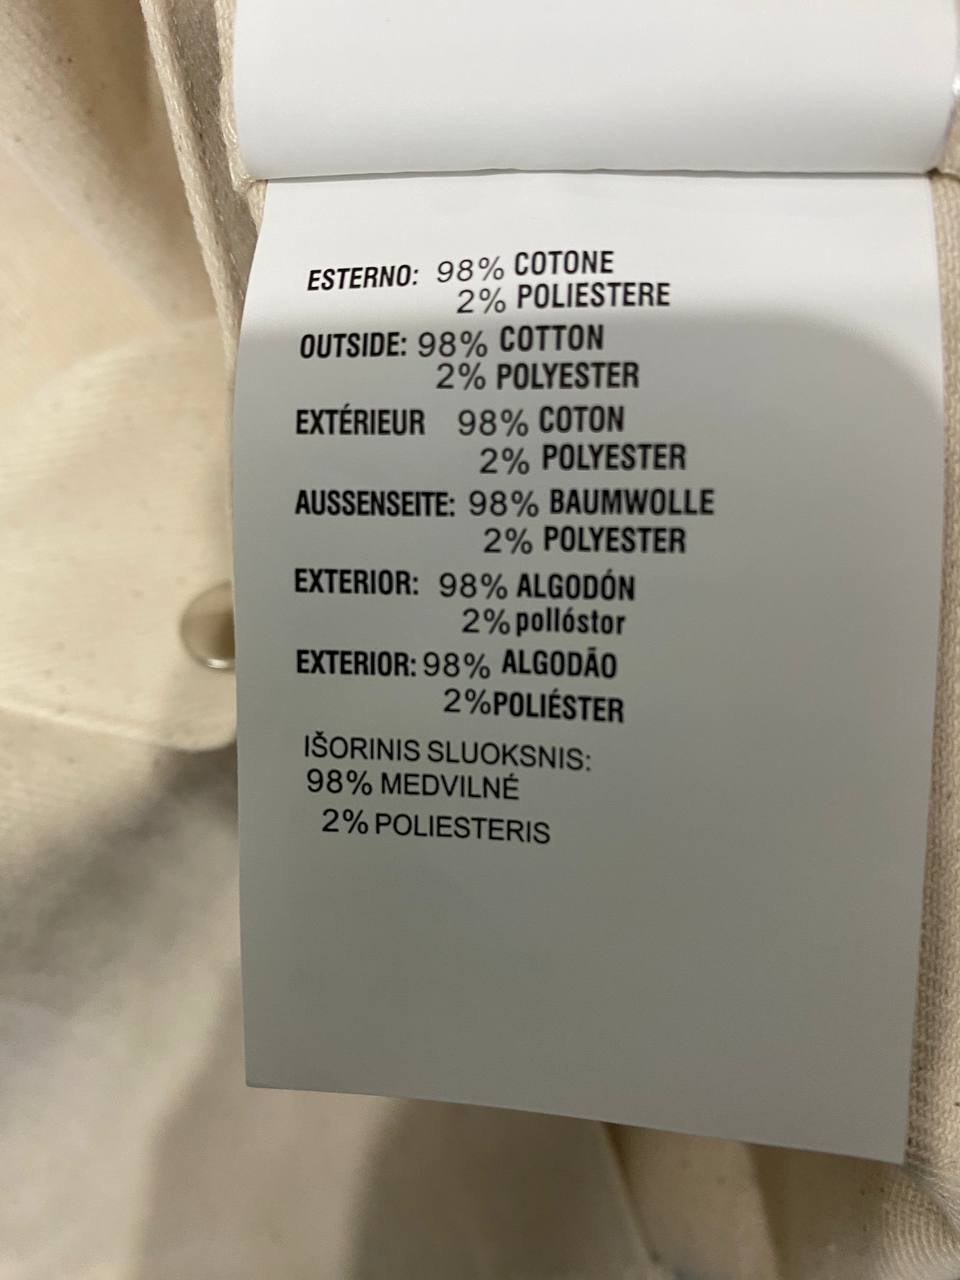 ESTERNO: 98% COTONE
2% POLIESTERE
OUTSIDE: 98% COTTON
2% POLYESTER
EXTÉRIEUR 98% COTON
2% POLYESTER
AUSSENSEITE: 98% BAUMWOLLE
2% POLYESTER
EXTERIOR: 98% ALGODÓN
2% pollóstor
EXTERIOR: 98% ALGODÃO
2%POLIÉSTER
IŠORINIS SLUOKSNIS:
98% MEDVILNÉ
2% POLIESTERIS